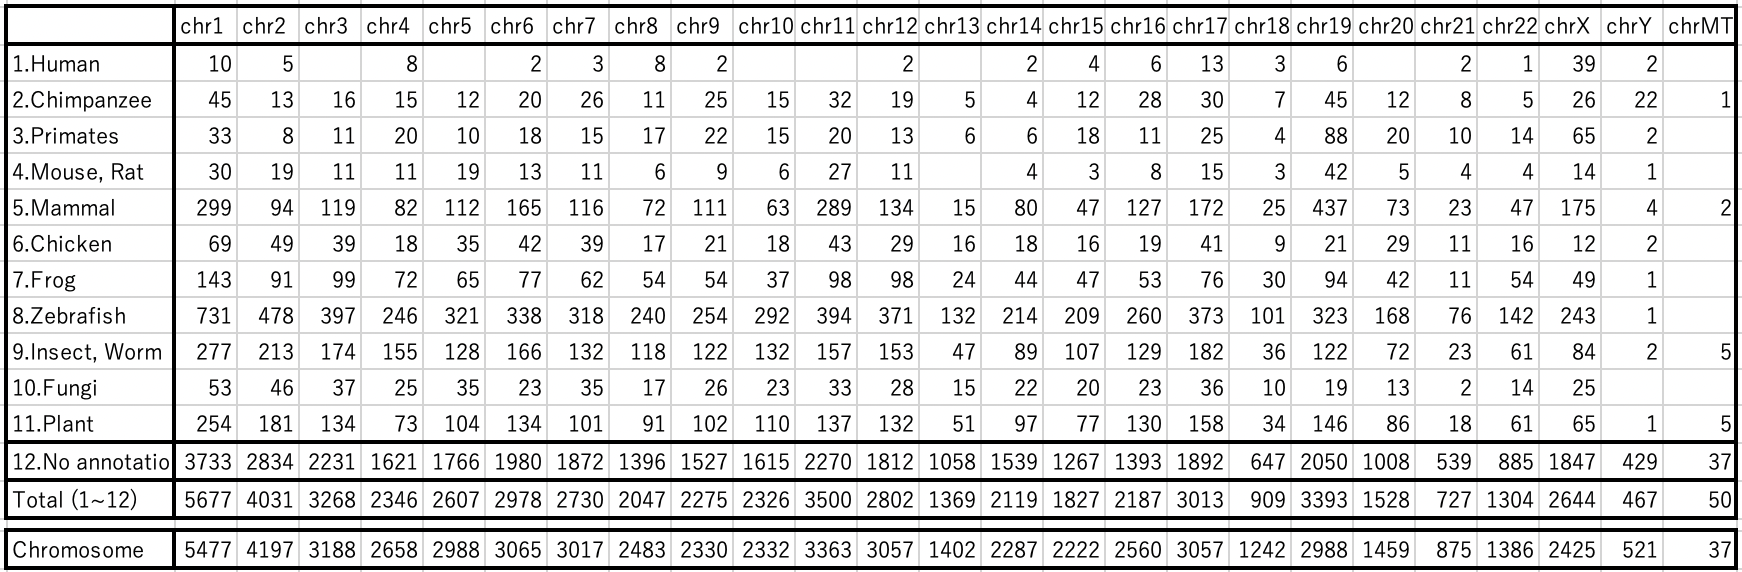 chr1 chr2 chr3 chr4 chr5 chr6 chr7 chr8 chr9 chr10 chr11 chr12 chr13 chr14 chr15 chr16 chr17 chr18 chr19 chr20 chr21 chr22 chrX chrY chrMT
1.Human 10 5 8 2 3 8 2 2 2 4 6 13 3 6 2 1 39 2
2.Chimpanzee 45 13 16 15 12 20 26 11 25 15 32 19 5 4 12 28 30 7 45 12 8 5 26 22 1
3.Primates 33 8 11 20 10 18 15 17 22 15 20 13 6 6 18 11 25 4 88 20 10 14 65 2
4.Mouse, Rat 30 19 11 11 19 13 11 6 9 6 27 11 4 3 8 15 3 42 5 4 4 14 1
5.Mammal 299 94 119 82 112 165 116 72 111 63 289 134 15 80 47 127 172 25 437 73 23 47 175 4 2
6.Chicken 69 49 39 18 35 42 39 17 21 18 43 29 16 18 16 19 41 9 21 29 11 16 12 2
7.Frog 143 91 99 72 65 77 62 54 54 37 98 98 24 44 47 53 76 30 94 42 11 54 49 1
8.Zebrafish 731 478 397 246 321 338 318 240 254 292 394 371 132 214 209 260 373 101 323 168 76 142 243 1
9.Insect, Worm 277 213 174 155 128 166 132 118 122 132 157 153 47 89 107 129 182 36 122 72 23 61 84 2 5
10.Fungi 53 46 37 25 35 23 35 17 26 23 33 28 15 22 20 23 36 10 19 13 2 14 25
11.Plant 254 181 134 73 104 134 101 91 102 110 137 132 51 97 77 130 158 34 146 86 18 61 65 1 5
12.No annotatio 3733 2834 2231 1621 1766 1980 1872 1396 1527 1615 2270 1812 1058 1539 1267 1393 1892 647 2050 1008 539 885 1847 429 37
Total (1~12) 5677 4031 3268 2346 2607 2978 2730 2047 2275 2326 3500 2802 1369 2119 1827 2187 3013 909 3393 1528 727 1304 2644 467 50
Chromosome 5477 4197 3188 2658 2988 3065 3017 2483 2330 2332 3363 3057 1402 2287 2222 2560 3057 1242 2988 1459 875 1386 2425 521 37